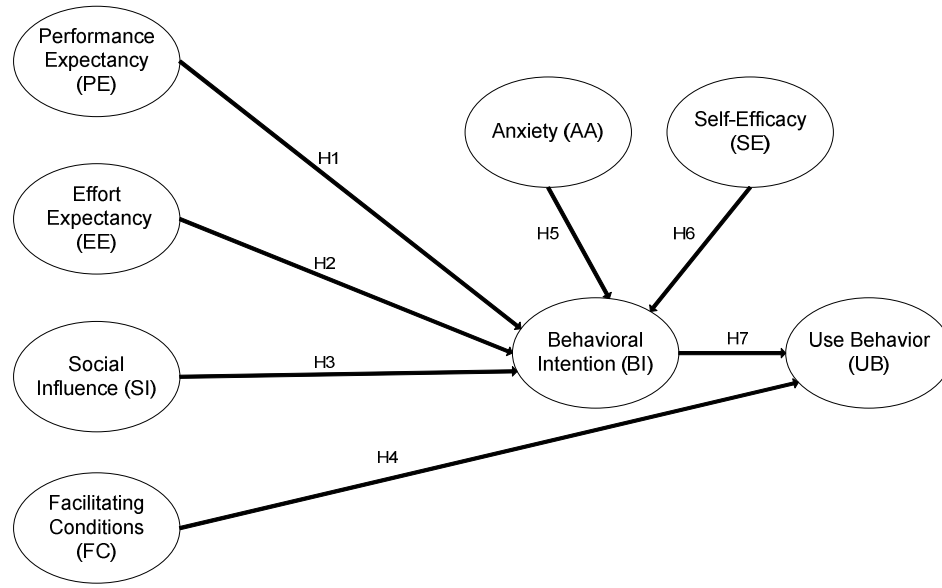 Performance
Expectancy
(PE)
Anxiety (AA)
Self-Efficacy
(SE)
H1
Effort
Expectancy
(EE)
H5
H6
H2
Behavioral
Intention (BI)
H7
Use Behavior
(UB)
Social
Influence (SI)
H3
H4
Facilitating
Conditions
(FC)